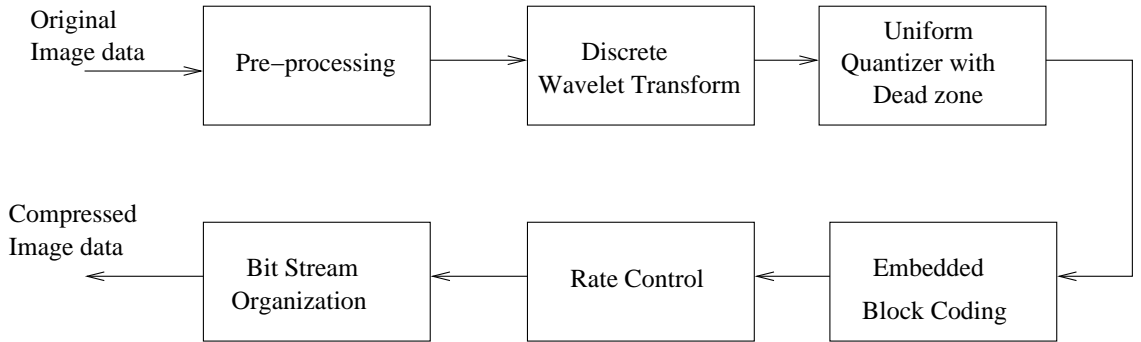 Original
Image data
Pre−processing
Discrete
Wavelet Transform
Uniform
Quantizer with
Dead zone
Compressed
Image data
Bit Stream
Organization
Rate Control
Embedded
Block Coding